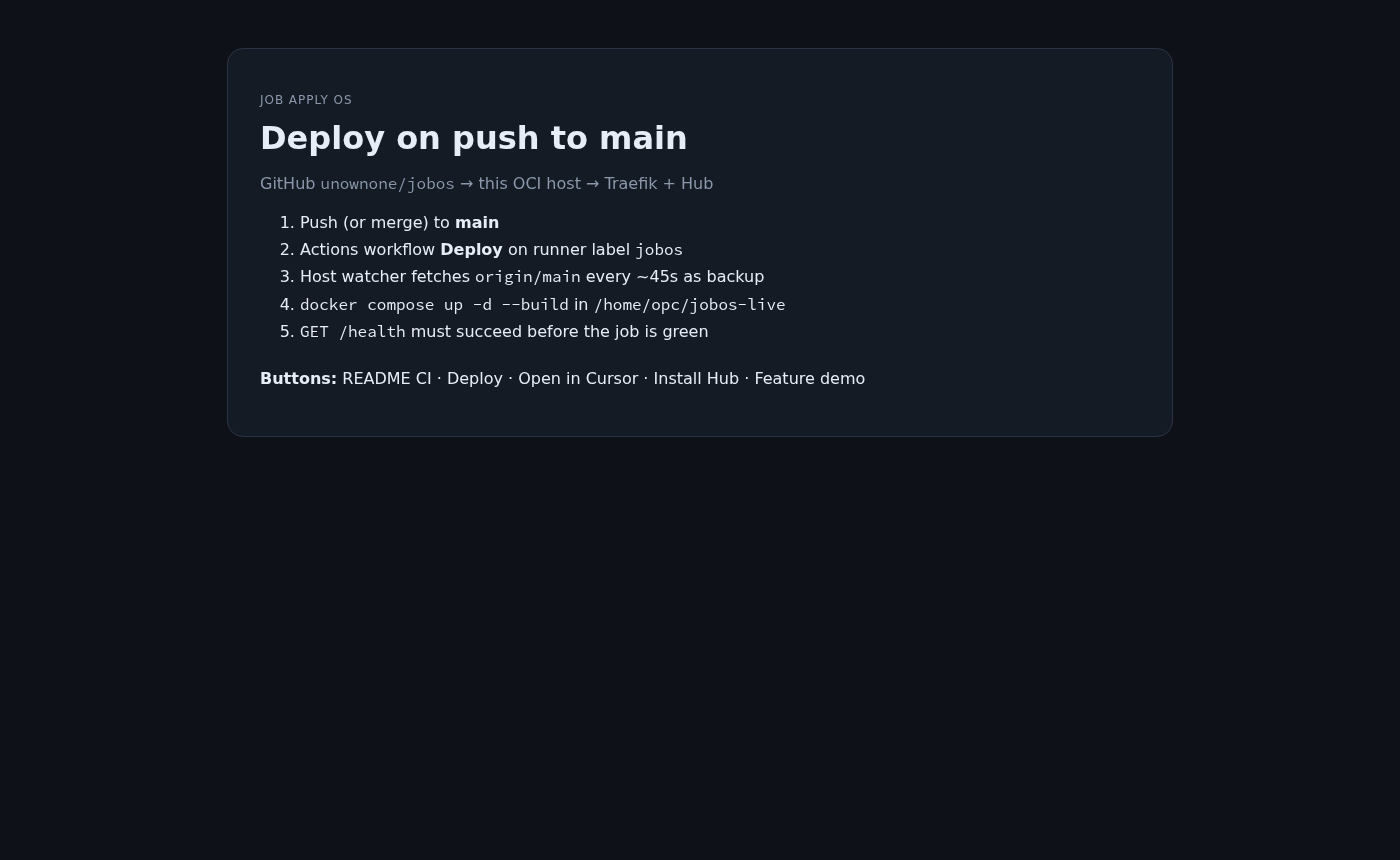 JOB APPLY OS
Deploy on push to main
GitHub unownone/jobos → this OCI host → Traefik + Hub
1. Push (or merge) to main
2. Actions workflow Deploy on runner label jobos
3. Host watcher fetches origin/main every ~45s as backup
4. docker compose up -d --build in /home/opc/jobos-live
5. GET /health must succeed before the job is green
Buttons: README CI · Deploy · Open in Cursor · Install Hub · Feature demo